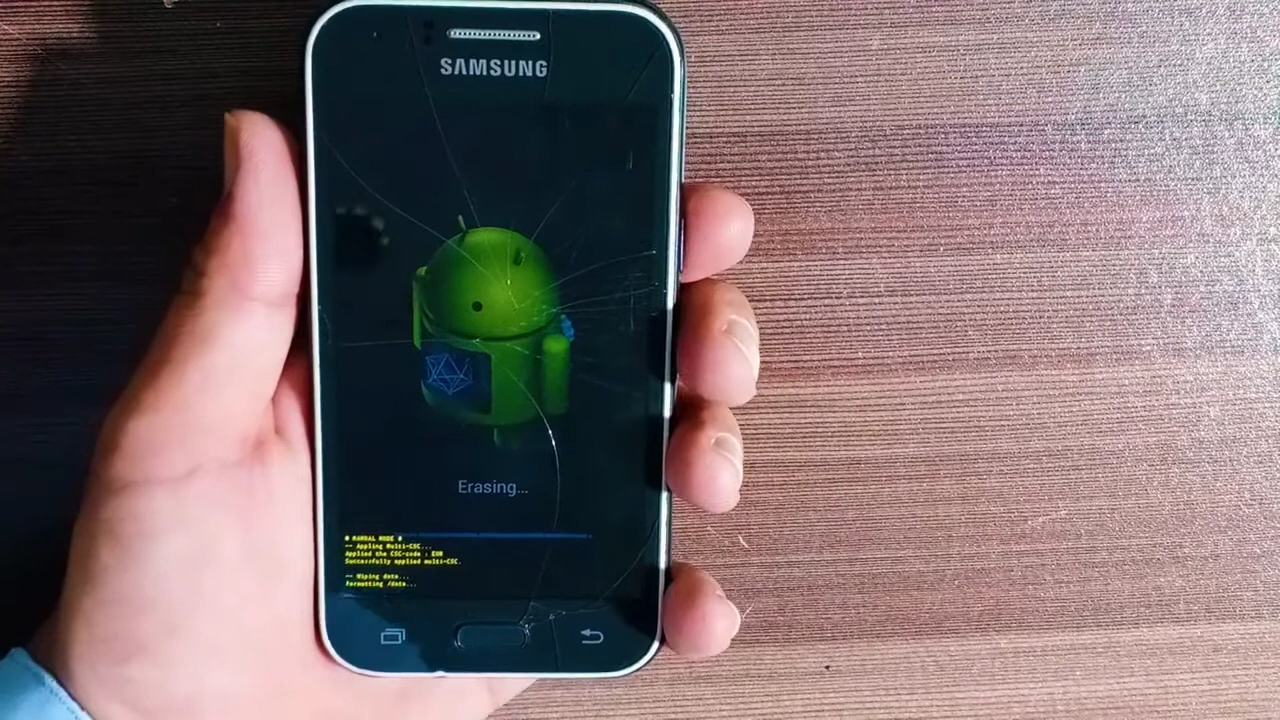 SAMSUNG
Erasing...
# MANUAL MODE #
-- Appling Multi-CSC...
Applied the CSC-code : EUR
Successfully applied multi-CSC.
-- Wiping data...
Formatting /data...